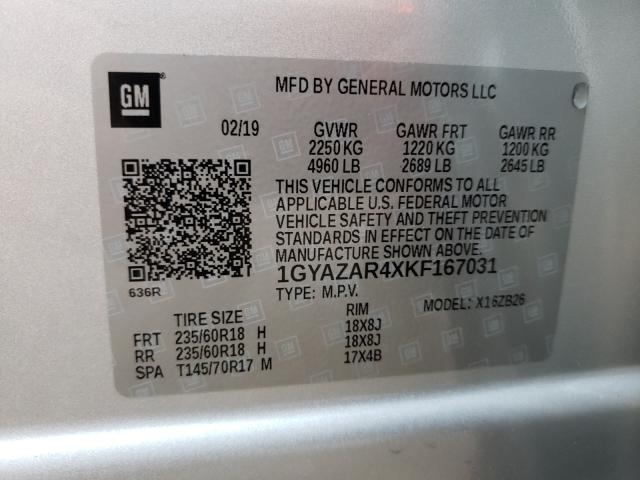 GM ®
MFD BY GENERAL MOTORS LLC
02/19 GVWR GAWR FRT GAWR RR
2250 KG 1220 KG 1200 KG
4960 LB 2689 LB 2645 LB
THIS VEHICLE CONFORMS TO ALL
APPLICABLE U.S. FEDERAL MOTOR
VEHICLE SAFETY AND THEFT PREVENTION
STANDARDS IN EFFECT ON THE DATE OF
MANUFACTURE SHOWN ABOVE.
1GYAZAR4XKF167031
636R
TYPE: M.P.V. MODEL: X16ZB26
TIRE SIZE RIM
FRT 235/60R18 H 18X8J
RR 235/60R18 H 18X8J
SPA T145/70R17 M 17X4B